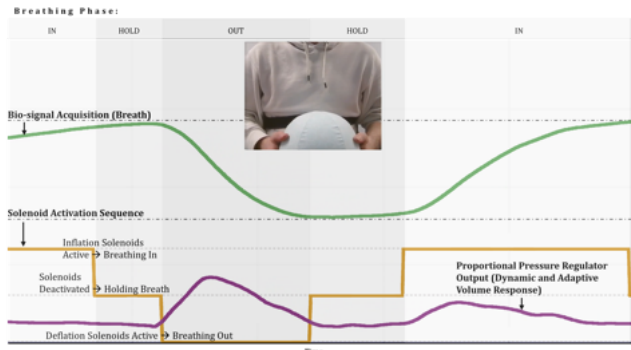 Breathing Phase:
IN HOLD OUT HOLD IN
Bio-signal Acquisition (Breath)
Solenoid Activation Sequence
Inflation Solenoids
Active → Breathing In
Solenoids
Deactivated → Holding Breath
Proportional Pressure Regulator
Output (Dynamic and Adaptive
Volume Response)
Deflation Solenoids Active → Breathing Out